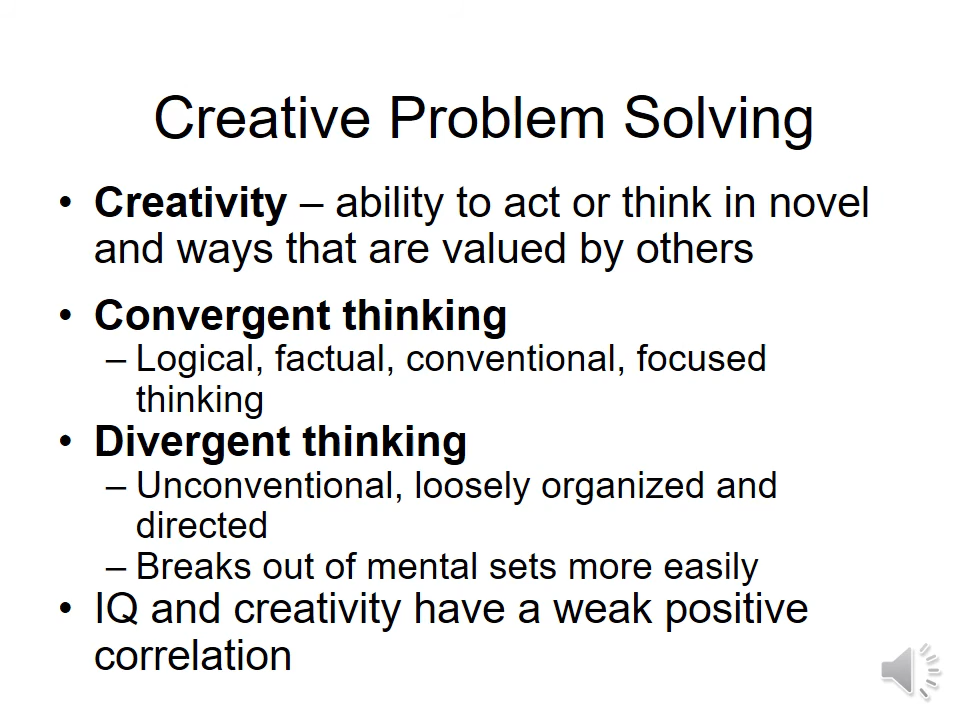 Creative Problem Solving
• Creativity – ability to act or think in novel
and ways that are valued by others
• Convergent thinking
– Logical, factual, conventional, focused
thinking
• Divergent thinking
– Unconventional, loosely organized and
directed
– Breaks out of mental sets more easily
• IQ and creativity have a weak positive
correlation